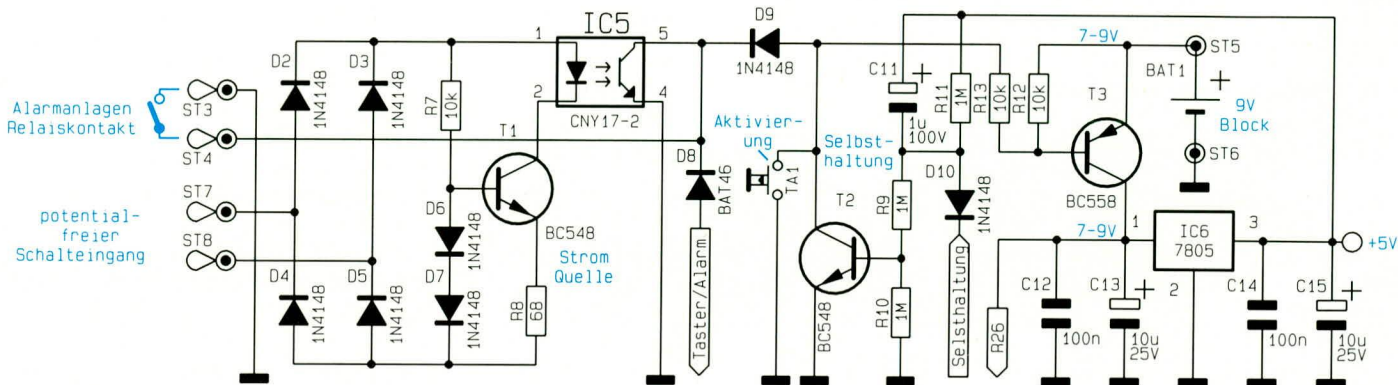 IC5
D2
1N4148
D3
1N4148
R7
10k
1
2
5
4
CNY17-2
D9
1N4148
C11
+
1u
100V
R11
1M
R13
10k
R12
10k
7-9V
ST5
BAT1
+
9V
Block
ST6
T3
BC558
Alarmanlagen
Relaiskontakt
ST3
ST4
ST7
potential-
freier
Schalteingang
ST8
T1
BC548
Strom
Quelle
D4
1N4148
D5
1N4148
D6
1N4148
D7
1N4148
R8
68
D8
BAT46
Taster/Alarm
Aktivier-
ung
TA1
Selbst-
haltung
T2
BC548
R9
1M
R10
1M
D10
1N4148
Selsthaltung
R26
7-9V
1
IC6
7805
3
2
+5V
C12
100n
C13
+
10u
25V
C14
100n
C15
+
10u
25V